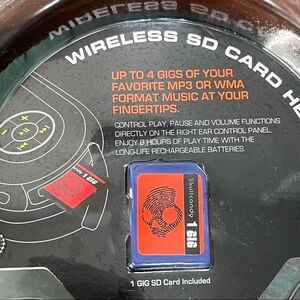 WIRELESS SD CARD H
UP TO 4 GIGS OF YOUR
FAVORITE MP3 OR WMA
FORMAT MUSIC AT YOUR
FINGERTIPS.
CONTROL PLAY, PAUSE AND VOLUME FUNCTIONS
DIRECTLY ON THE RIGHT EAR CONTROL PANEL.
ENJOY 8 HOURS OF PLAY TIME WITH THE
LONG-LIFE RECHARGEABLE BATTERIES.
1 GIG
Skullcandy 1 GIG
1 GIG SD Card Included